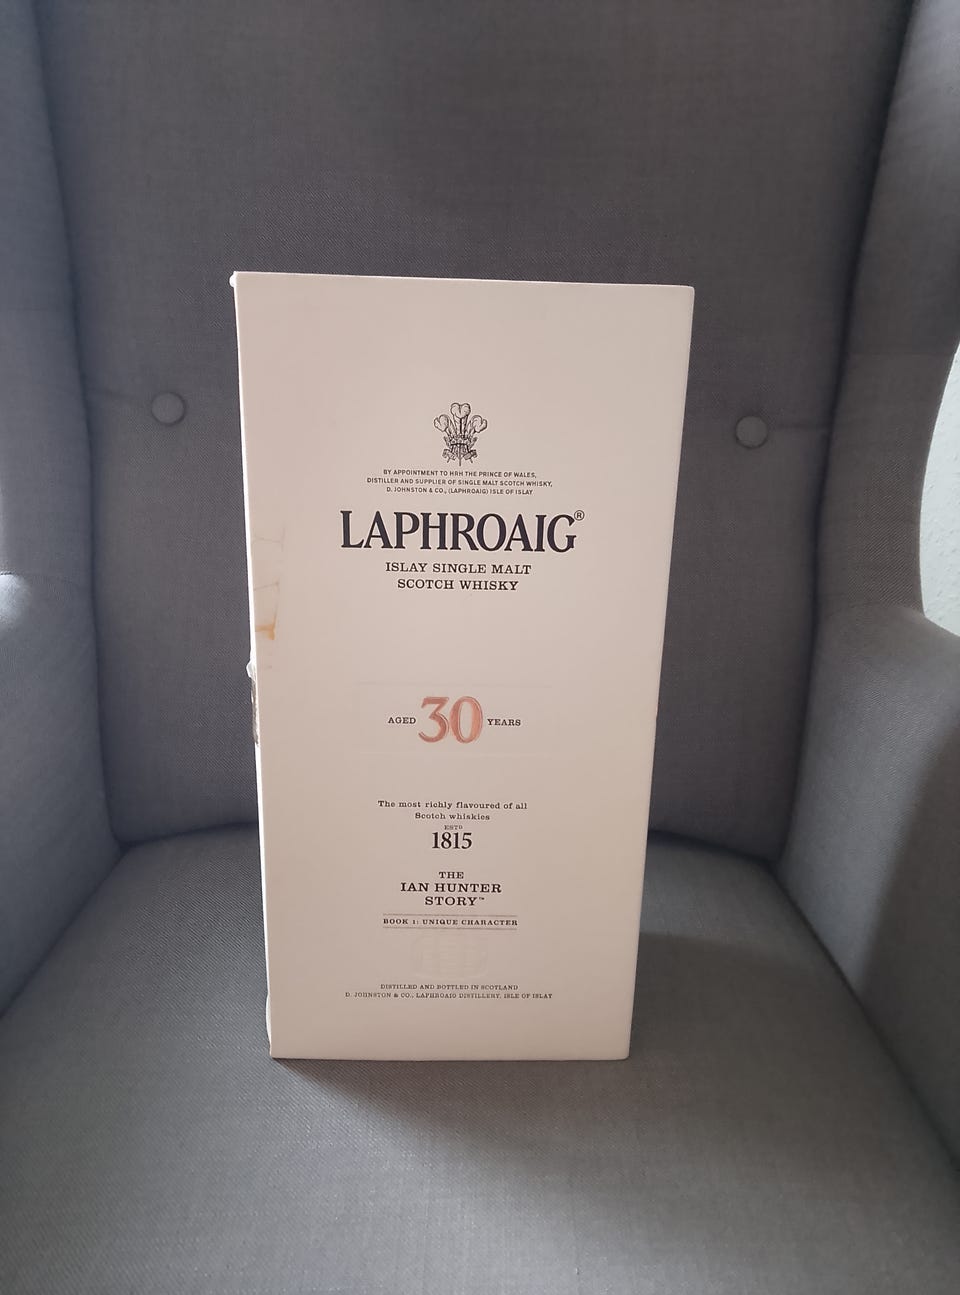 BY APPOINTMENT TO HRH THE PRINCE OF WALES,
DISTILLER AND SUPPLIER OF SINGLE MALT SCOTCH WHISKY,
D. JOHNSTON & CO., (LAPHROAIG) ISLE OF ISLAY
LAPHROAIG®
ISLAY SINGLE MALT
SCOTCH WHISKY
AGED 30 YEARS
The most richly flavoured of all
Scotch whiskies
ESTD
1815
THE
IAN HUNTER
STORY™
BOOK 1: UNIQUE CHARACTER
DISTILLED AND BOTTLED IN SCOTLAND
D. JOHNSTON & CO., LAPHROAIG DISTILLERY, ISLE OF ISLAY